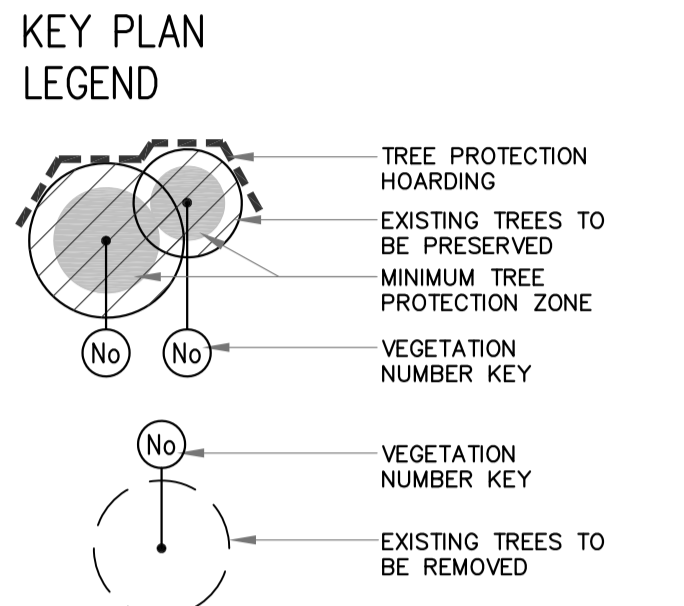 KEY PLAN
LEGEND
TREE PROTECTION
HOARDING
EXISTING TREES TO
BE PRESERVED
MINIMUM TREE
PROTECTION ZONE
No
No
VEGETATION
NUMBER KEY
No
VEGETATION
NUMBER KEY
EXISTING TREES TO
BE REMOVED